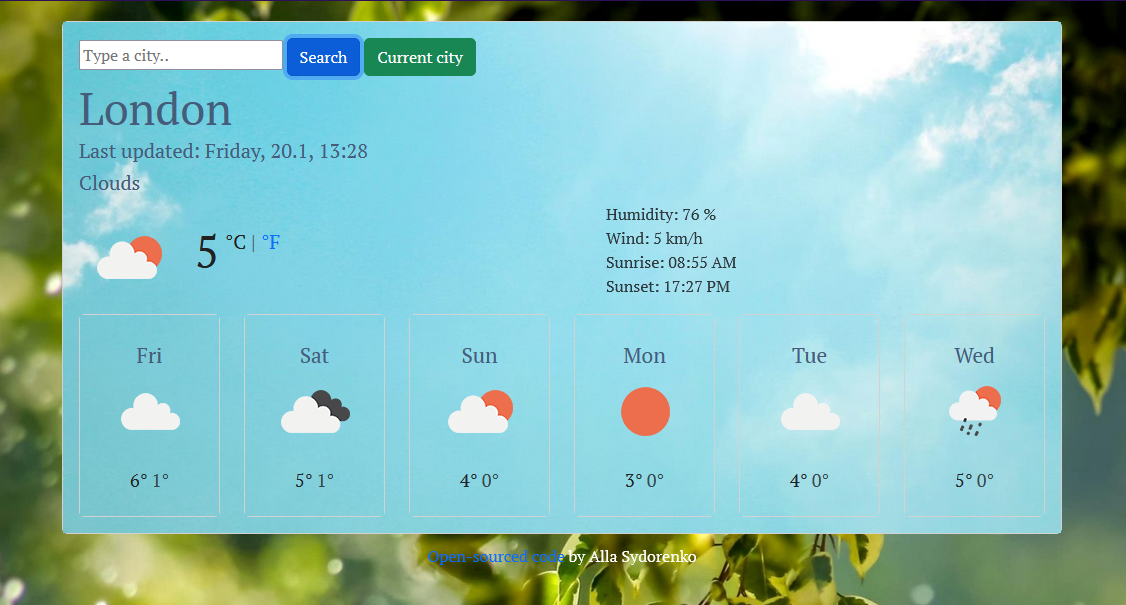 Type a city..
Search
Current city
London
Last updated: Friday, 20.1, 13:28
Clouds
5 °C | °F
Humidity: 76 %
Wind: 5 km/h
Sunrise: 08:55 AM
Sunset: 17:27 PM
Fri
6° 1°
Sat
5° 1°
Sun
4° 0°
Mon
3° 0°
Tue
4° 0°
Wed
5° 0°
Open-sourced code by Alla Sydorenko